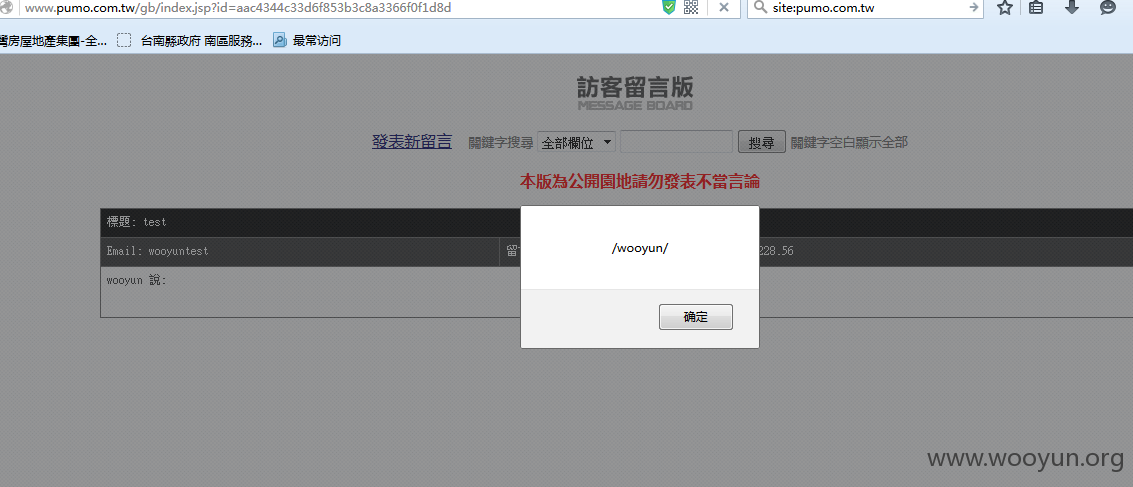 www.pumo.com.tw/gb/index.jsp?id=aac4344c33d6f853b3c8a3366f0f1d8d
site:pumo.com.tw
灣房屋地產集團-全...
台南縣政府 南區服務...
最常访问
訪客留言版
MESSAGE BOARD
發表新留言 關鍵字搜尋 全部欄位 搜尋 關鍵字空白顯示全部
本版為公開園地請勿發表不當言論
標題: test
Email: wooyuntest
228.56
wooyun 說:
/wooyun/
确定
www.wooyun.org